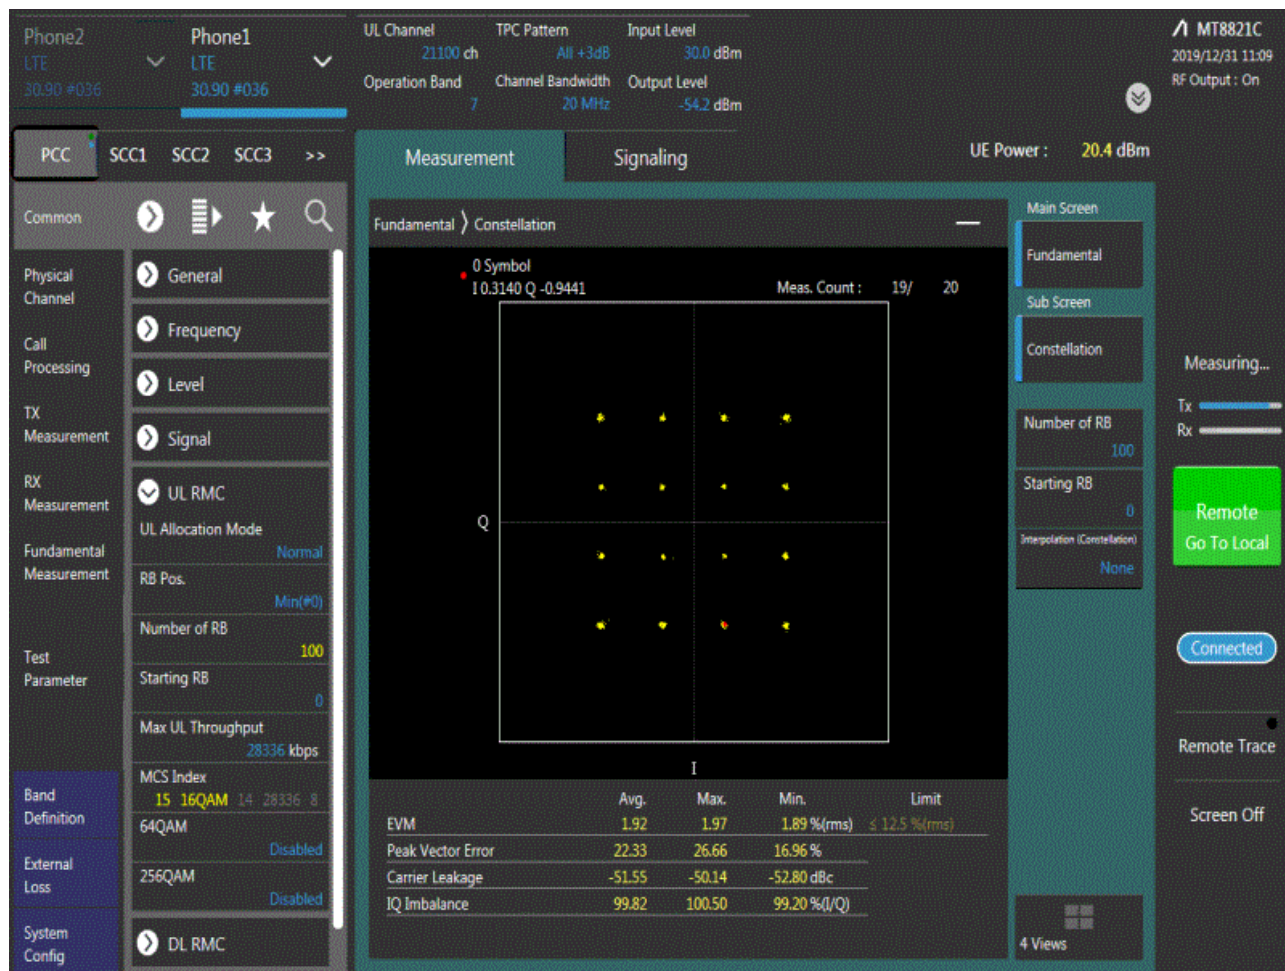 Phone2
LTE
30.90 #036
Phone1
LTE
30.90 #036
UL Channel
21100 ch
Operation Band
7
TPC Pattern
All +3dB
Channel Bandwidth
20 MHz
Input Level
30.0 dBm
Output Level
-54.2 dBm
MT8821C
2019/12/31 11:09
RF Output : On
PCC SCC1 SCC2 SCC3 >>
Measurement
Signaling
UE Power : 20.4 dBm
Common
Physical
Channel
Call
Processing
TX
Measurement
RX
Measurement
Fundamental
Measurement
Test
Parameter
Band
Definition
External
Loss
System
Config
General
Frequency
Level
Signal
UL RMC
UL Allocation Mode
Normal
RB Pos.
Min(#0)
Number of RB
100
Starting RB
0
Max UL Throughput
28336 kbps
MCS Index
15 16QAM 14 28336 8
64QAM
Disabled
256QAM
Disabled
DL RMC
Fundamental 〉 Constellation
0 Symbol
I 0.3140 Q -0.9441
Meas. Count : 19/ 20
Q
I
Avg. Max. Min. Limit
EVM 1.92 1.97 1.89 %(rms) ≤ 12.5 %(rms)
Peak Vector Error 22.33 26.66 16.96 %
Carrier Leakage -51.55 -50.14 -52.80 dBc
IQ Imbalance 99.82 100.50 99.20 %(I/Q)
Main Screen
Fundamental
Sub Screen
Constellation
Number of RB
100
Starting RB
0
Interpolation (Constellation)
None
4 Views
Measuring...
Tx
Rx
Remote
Go To Local
Connected
Remote Trace
Screen Off